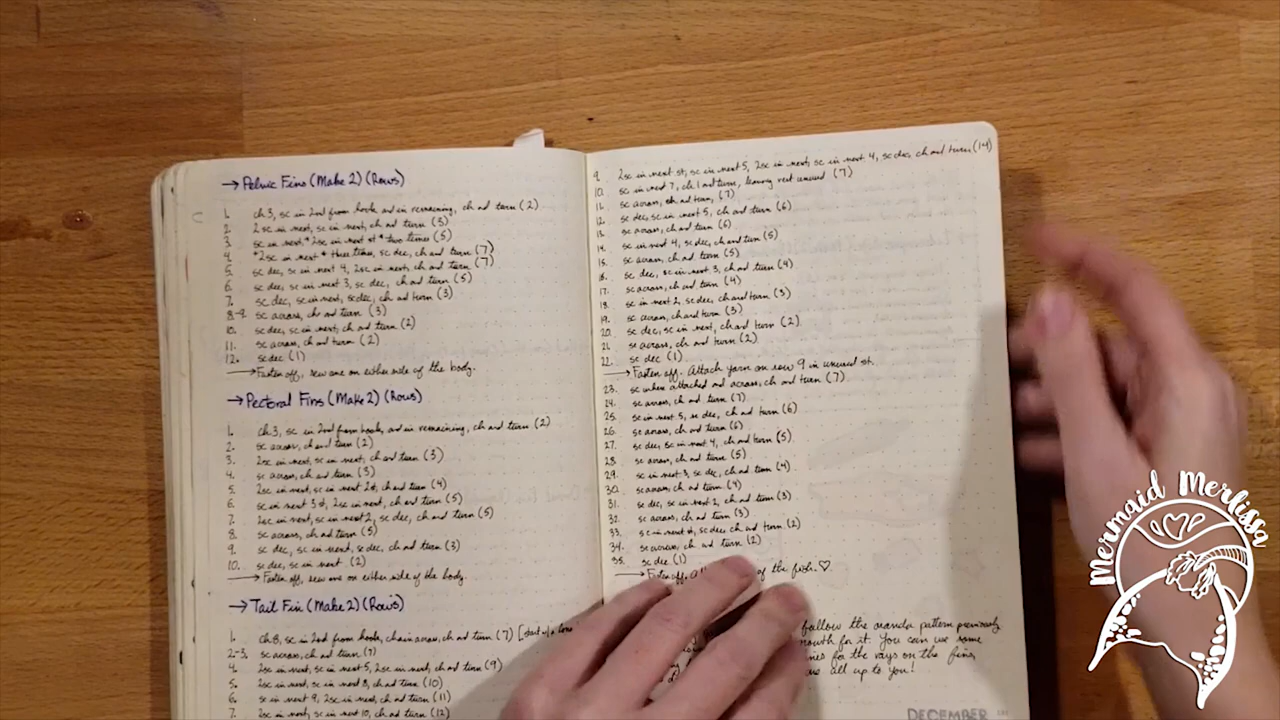 → Pelvic Fins (Make 2) (Rows)
1. ch 3, sc in 2nd from hook, and in remaining, ch and turn (2)
2. 2sc in next, sc in next, ch and turn (3)
3. sc in next, *2sc in next st* two times (5)
4. *2sc in next* three times, sc dec, ch and turn (7)
5. sc dec, sc in next 4, 2sc in next, ch and turn (7)
6. sc dec, sc in next 3, sc dec, ch and turn (5)
7. sc dec, sc in next, sc dec, ch and turn (3)
8-9. sc across, ch and turn (3)
10. sc dec, sc in next, ch and turn (2)
11. sc across, ch and turn (2)
12. sc dec (1)
→ Fasten off, sew one on either side of the body.
→ Pectoral Fins (Make 2) (Rows)
1. ch 3, sc in 2nd from hook, and in remaining, ch and turn (2)
2. sc across, ch and turn (2)
3. 2sc in next, sc in next, ch and turn (3)
4. sc across, ch and turn (3)
5. 2sc in next, sc in next 2st, ch and turn (4)
6. sc in next 3 st, 2sc in next, ch and turn (5)
7. 2sc in next, sc in next 2, sc dec, ch and turn (5)
8. sc across, ch and turn (5)
9. sc dec, sc in next, sc dec, ch and turn (3)
10. sc dec, sc in next (2)
→ Fasten off, sew one on either side of the body.
→ Tail Fin (Make 2) (Rows)
1. ch 8, sc in 2nd from hook, chain across, ch and turn (7) [start w/ a long
2-3. sc across, ch and turn (7)
4. 2sc in next, sc in next 5, 2sc in next, ch and turn (9)
5. 2sc in next, sc in next 8, ch and turn (10)
6. sc in next 9, 2sc in next, ch and turn (11)
7. 2sc in next, sc in next 10, ch and turn (12)
9. 2sc in next st, sc in next 5, 2sc in next, sc in next 4, sc dec, ch and turn (14)
10. sc in next 7, ch 1 and turn, leaving rest unused (7)
11. sc across, ch and turn, (7)
12. sc dec, sc in next 5, ch and turn (6)
13. sc across, ch and turn (6)
14. sc in next 4, sc dec, ch and turn (5)
15. sc across, ch and turn (5)
16. sc dec, sc in next 3, ch and turn (4)
17. sc across, ch and turn (4)
18. sc in next 2, sc dec, ch and turn (3)
19. sc across, ch and turn (3)
20. sc dec, sc in next, ch and turn (2)
21. sc across, ch and turn (2)
22. sc dec (1)
→ Fasten off. Attach yarn on row 9 in unused st.
23. sc where attached and across, ch and turn (7)
24. sc across, ch and turn (7)
25. sc in next 5, sc dec, ch and turn (6)
26. sc across, ch and turn (6)
27. sc dec, sc in next 4, ch and turn (5)
28. sc across, ch and turn (5)
29. sc in next 3, sc dec, ch and turn (4)
30. sc across, ch and turn (4)
31. sc dec, sc in next 2, ch and turn (3)
32. sc across, ch and turn (3)
33. sc in next st, sc dec, ch and turn (2)
34. sc across, ch and turn (2)
35. sc dec (1)
→ Fasten off. of the fish. ♡
follow the oranda pattern previously
mouth for it. You can use some
for the rays on the fins,
all up to you!
DECEMBER
Mermaid Merlissa